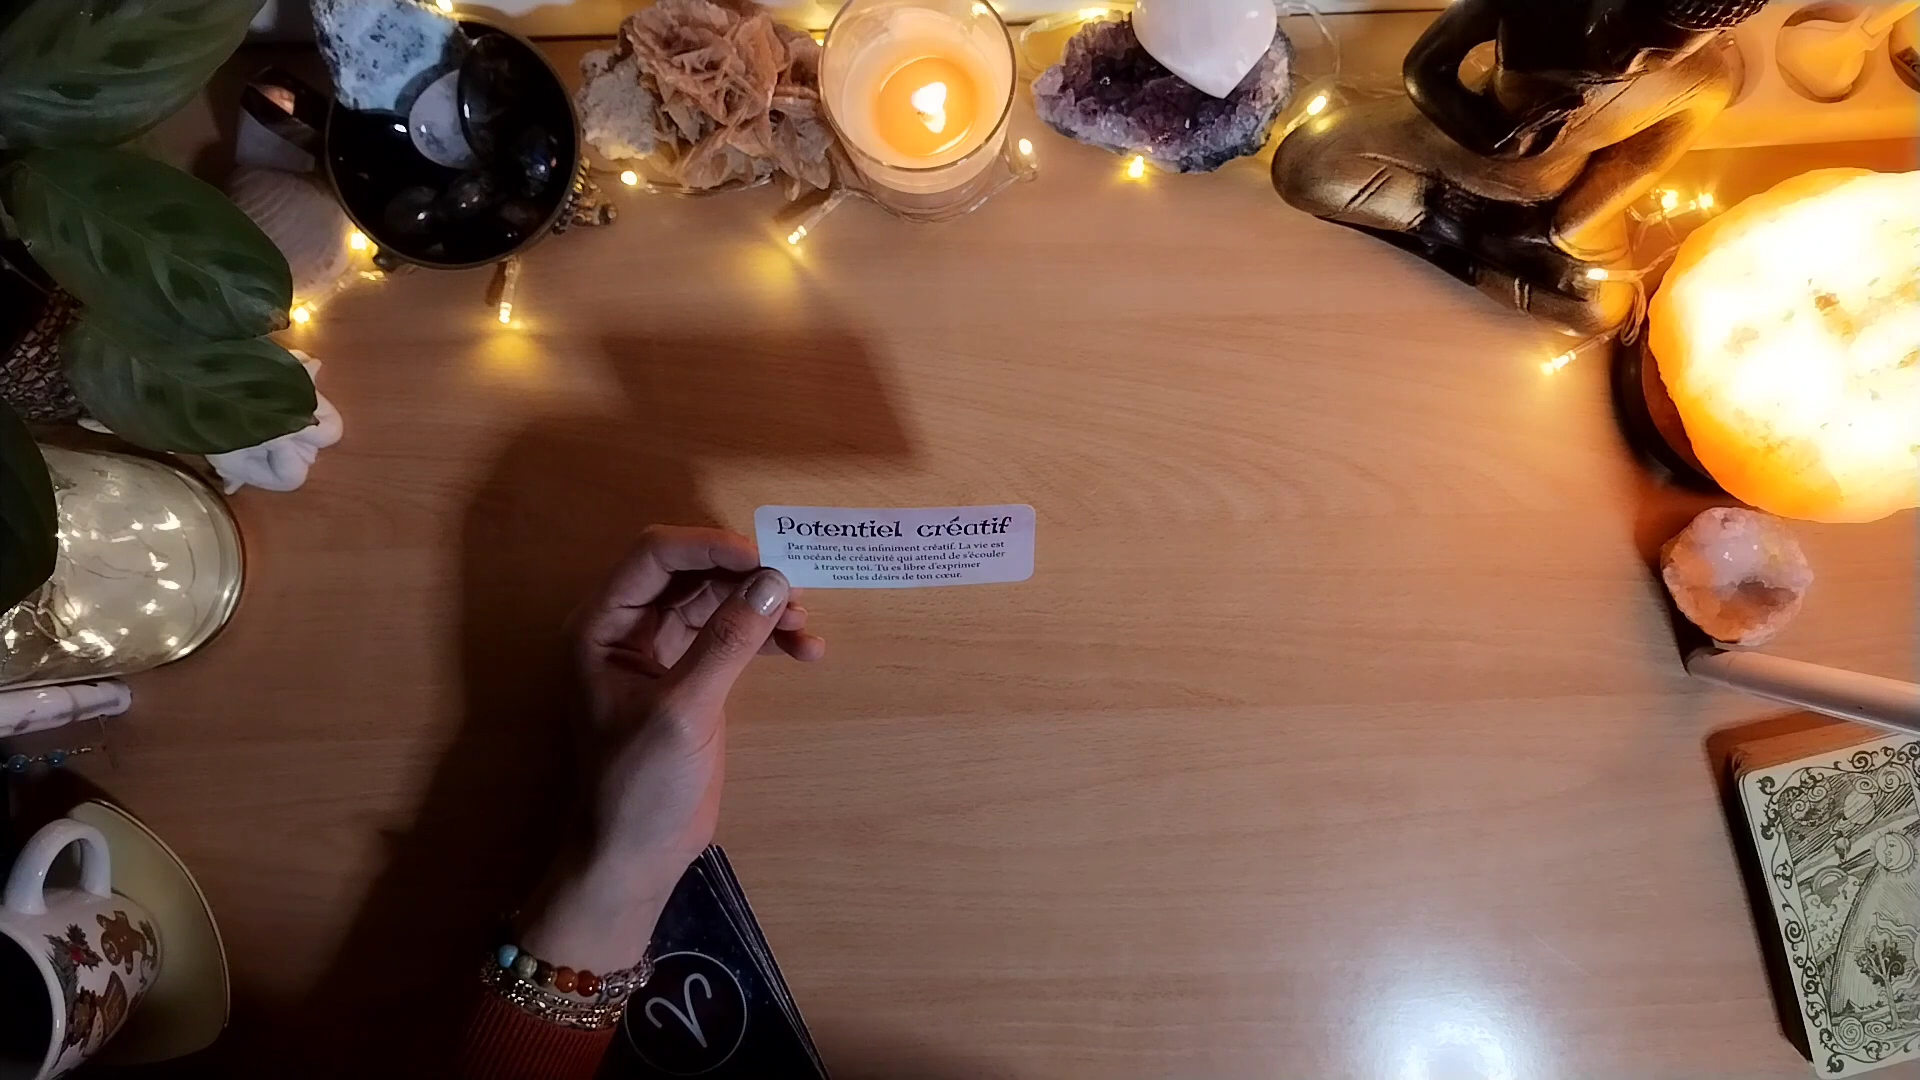 Potentiel créatif
Par nature, tu es infiniment créatif. La vie est
un océan de créativité qui attend de s'écouler
à travers toi. Tu es libre d'exprimer
tous les désirs de ton cœur.